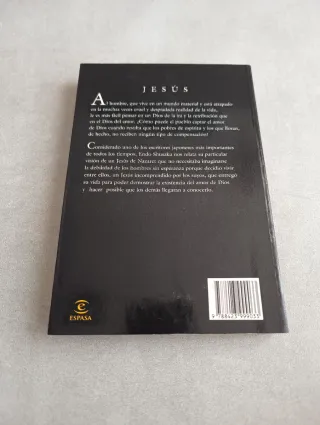 JESÚS
Al hombre, que vive en un mundo material y está atrapado
en la muchas veces cruel y despiadada realidad de la vida,
le es más fácil pensar en un Dios de la ira y la retribución que
en el Dios del amor. ¿Cómo puede el pueblo captar el amor
de Dios cuando resulta que los pobres de espíritu y los que lloran,
de hecho, no reciben ningún tipo de compensación?
Considerado uno de los escritores japoneses más importantes
de todos los tiempos, Endo Shusaku nos relata su particular
visión de un Jesús de Nazaret que no necesitaba imaginarse
la debilidad de los hombres sin esperanza porque decidió vivir
entre ellos, un Jesús incomprendido por los suyos, que entregó
su vida para poder demostrar la existencia del amor de Dios
y hacer posible que los demás llegaran a conocerlo.
e
ESPASA
9 788423 999033